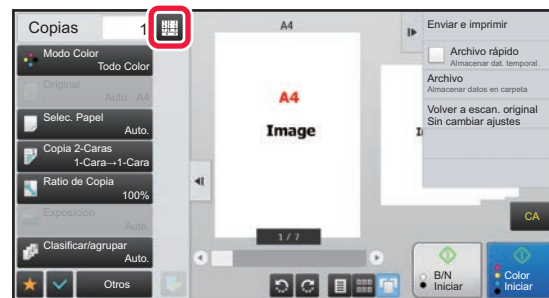 Copias 1
Modo Color
Todo Color
Original
Auto. A4
Selec. Papel
Auto.
Copia 2-Caras
1-Cara→1-Cara
Ratio de Copia
100%
Exposición
Auto.
Clasificar/agrupar
Auto.
Otros
A4
A4
Image
1 / 7
Enviar e imprimir
Archivo rápido
Almacenar dat. temporal.
Archivo
Almacenar datos en carpeta
Volver a escan. original
Sin cambiar ajustes
CA
B/N
Iniciar
Color
Iniciar